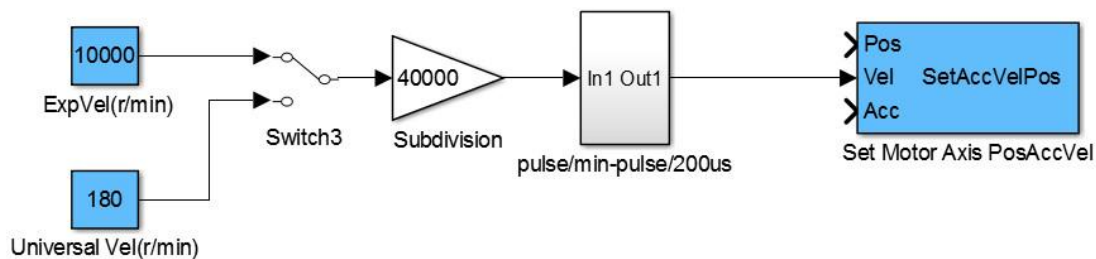 10000
ExpVel(r/min)
Switch3
180
Universal Vel(r/min)
40000
Subdivision
In1 Out1
pulse/min-pulse/200us
Pos
Vel
Acc
SetAccVelPos
Set Motor Axis PosAccVel